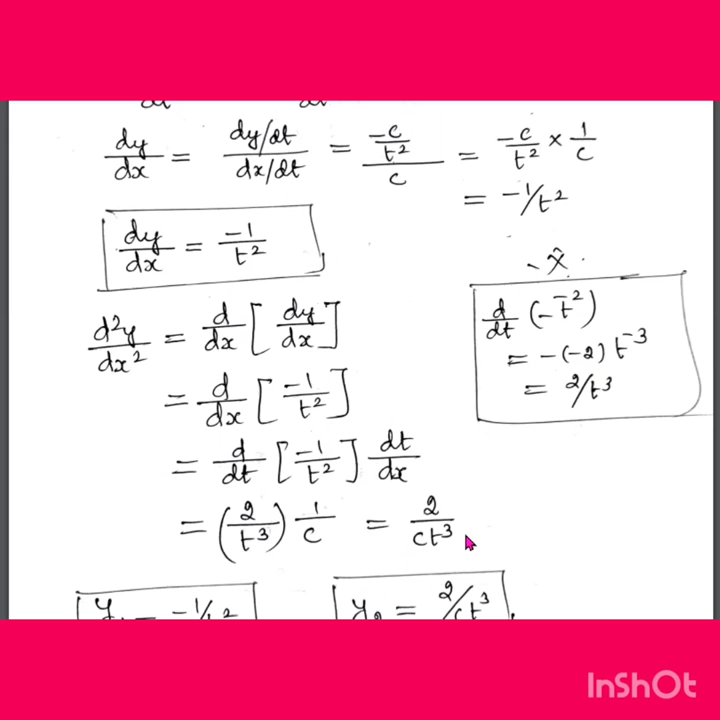 dy/dx = (dy/dt)/(dx/dt) = (-c/t²)/c = -c/t² × 1/c
= -1/t²
dy/dx = -1/t²
d²y/dx² = d/dx [dy/dx]
= d/dx [-1/t²]
= d/dt [-1/t²] dt/dx
= (2/t³) 1/c = 2/ct³
d/dt (-t⁻²)
= -(-2) t⁻³
= 2/t³
= -1/t²
y₂ = 2/ct³
InShOt